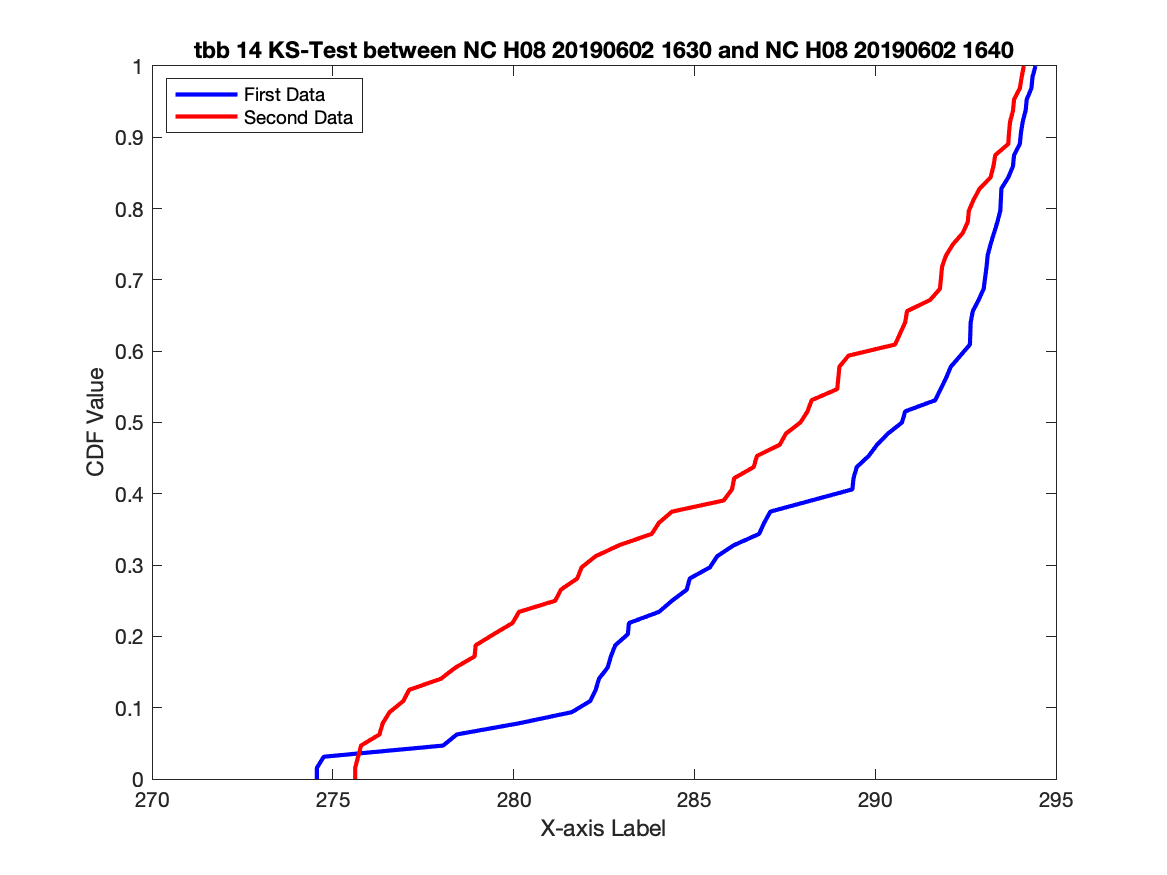 tbb 14 KS-Test between NC H08 20190602 1630 and NC H08 20190602 1640
First Data
Second Data
1
0.9
0.8
0.7
0.6
0.5
0.4
0.3
0.2
0.1
0
CDF Value
270 275 280 285 290 295
X-axis Label